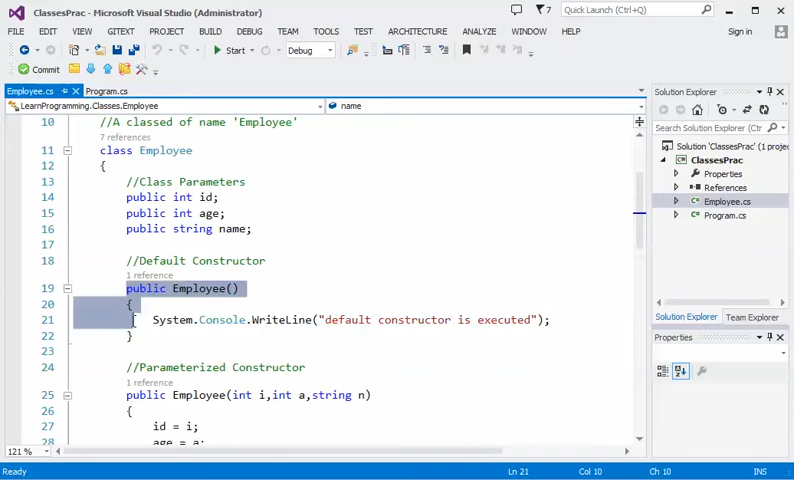 ClassesPrac - Microsoft Visual Studio (Administrator)
7
Quick Launch (Ctrl+Q)
FILE EDIT VIEW GITEXT PROJECT BUILD DEBUG TEAM TOOLS TEST ARCHITECTURE ANALYZE WINDOW HELP
Sign in
Start
Debug
Commit
Employee.cs
Program.cs
LearnProgramming.Classes.Employee
name
10 //A classed of name 'Employee'
7 references
11 class Employee
12 {
13 //Class Parameters
14 public int id;
15 public int age;
16 public string name;
17
18 //Default Constructor
1 reference
19 public Employee()
20 {
21 System.Console.WriteLine("default constructor is executed");
22 }
23
24 //Parameterized Constructor
1 reference
25 public Employee(int i,int a,string n)
26 {
27 id = i;
28 age = a;
121 %
Solution Explorer
Search Solution Explorer (Ctr
Solution 'ClassesPrac' (1 projec
ClassesPrac
Properties
References
Employee.cs
Program.cs
Solution Explorer Team Explorer
Properties
Ready
Ln 21
Col 10
Ch 10
INS